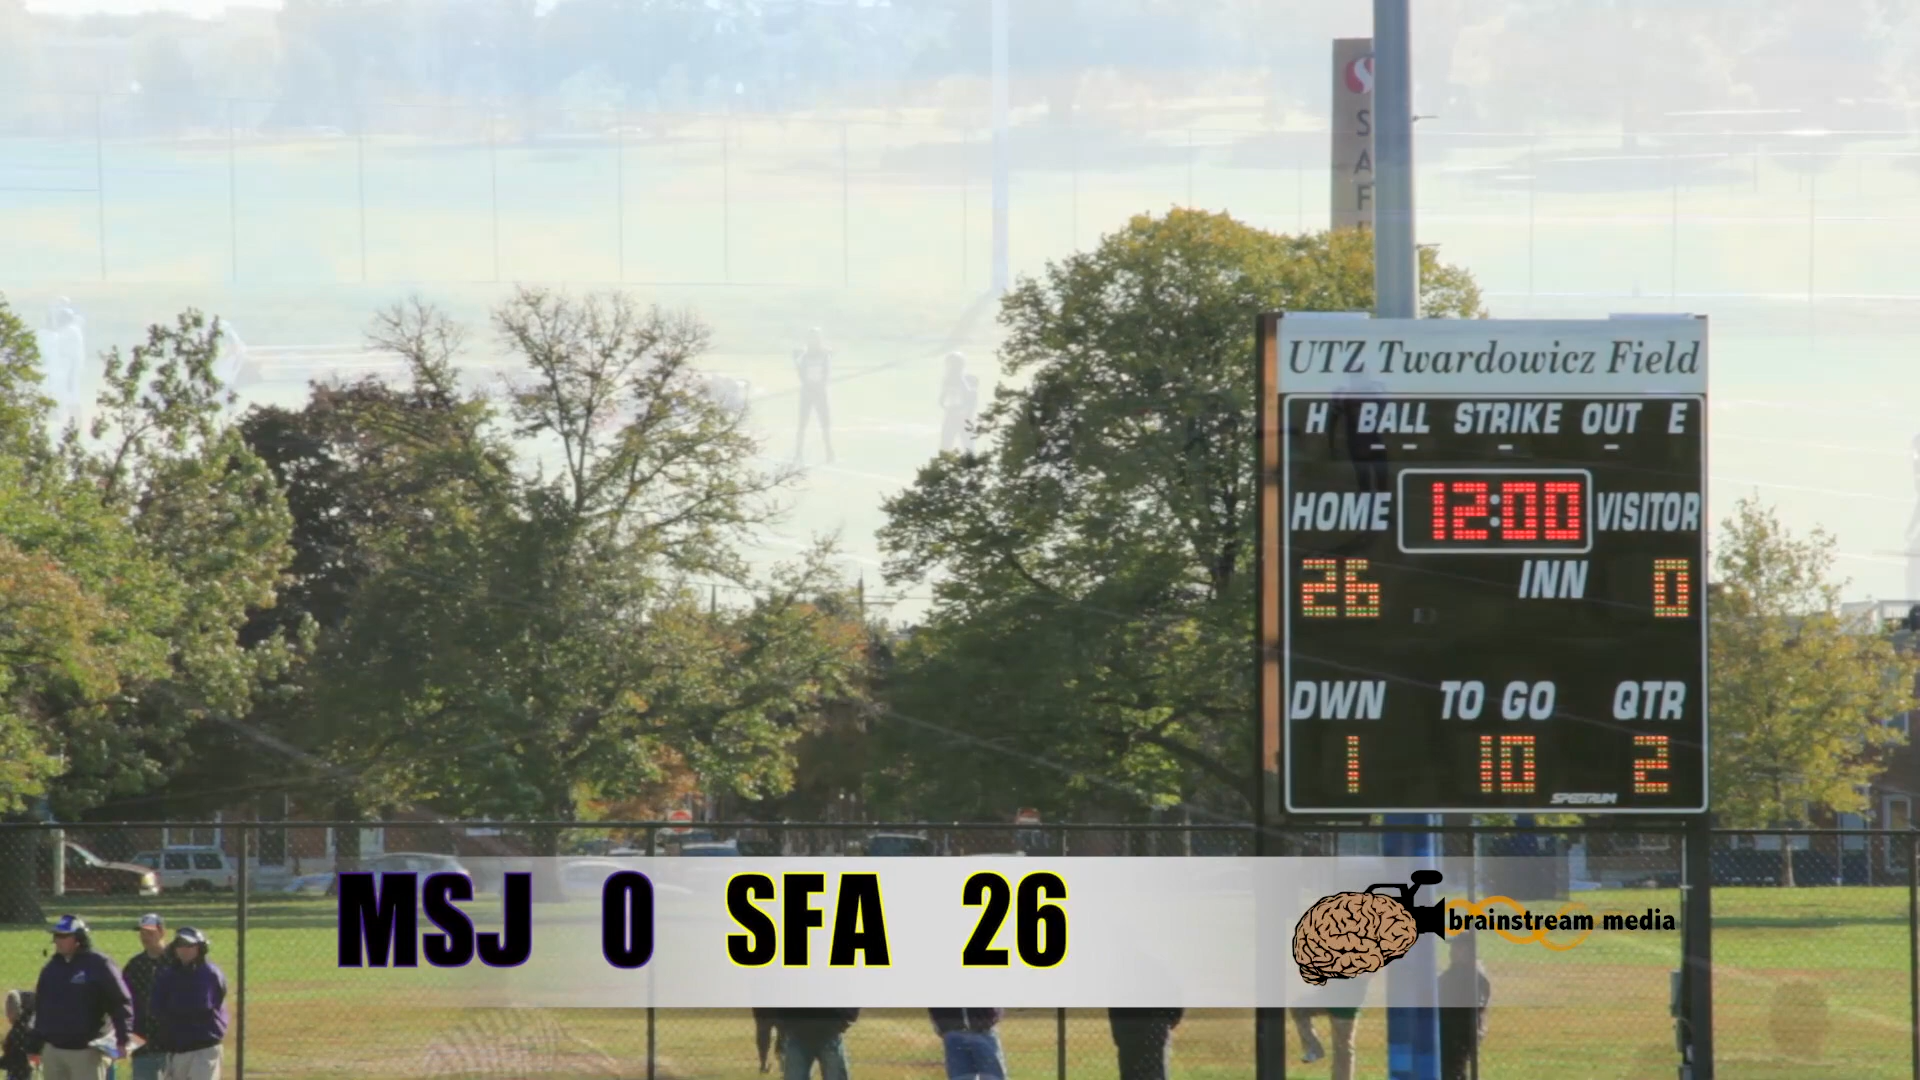 S
A
F
UTZ Twardowicz Field
H BALL STRIKE OUT E
HOME 12:00 VISITOR
26 INN 0
DWN TO GO QTR
1 10 2
SPECTRUM
MSJ 0 SFA 26
brainstream media